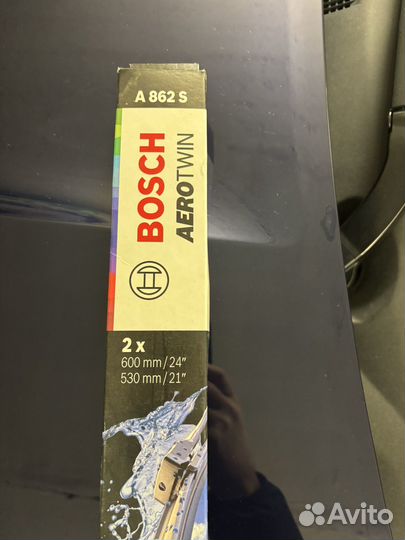 A 862 S
BOSCH
AEROTWIN
2 x
600 mm/24"
530 mm/21"
Avito